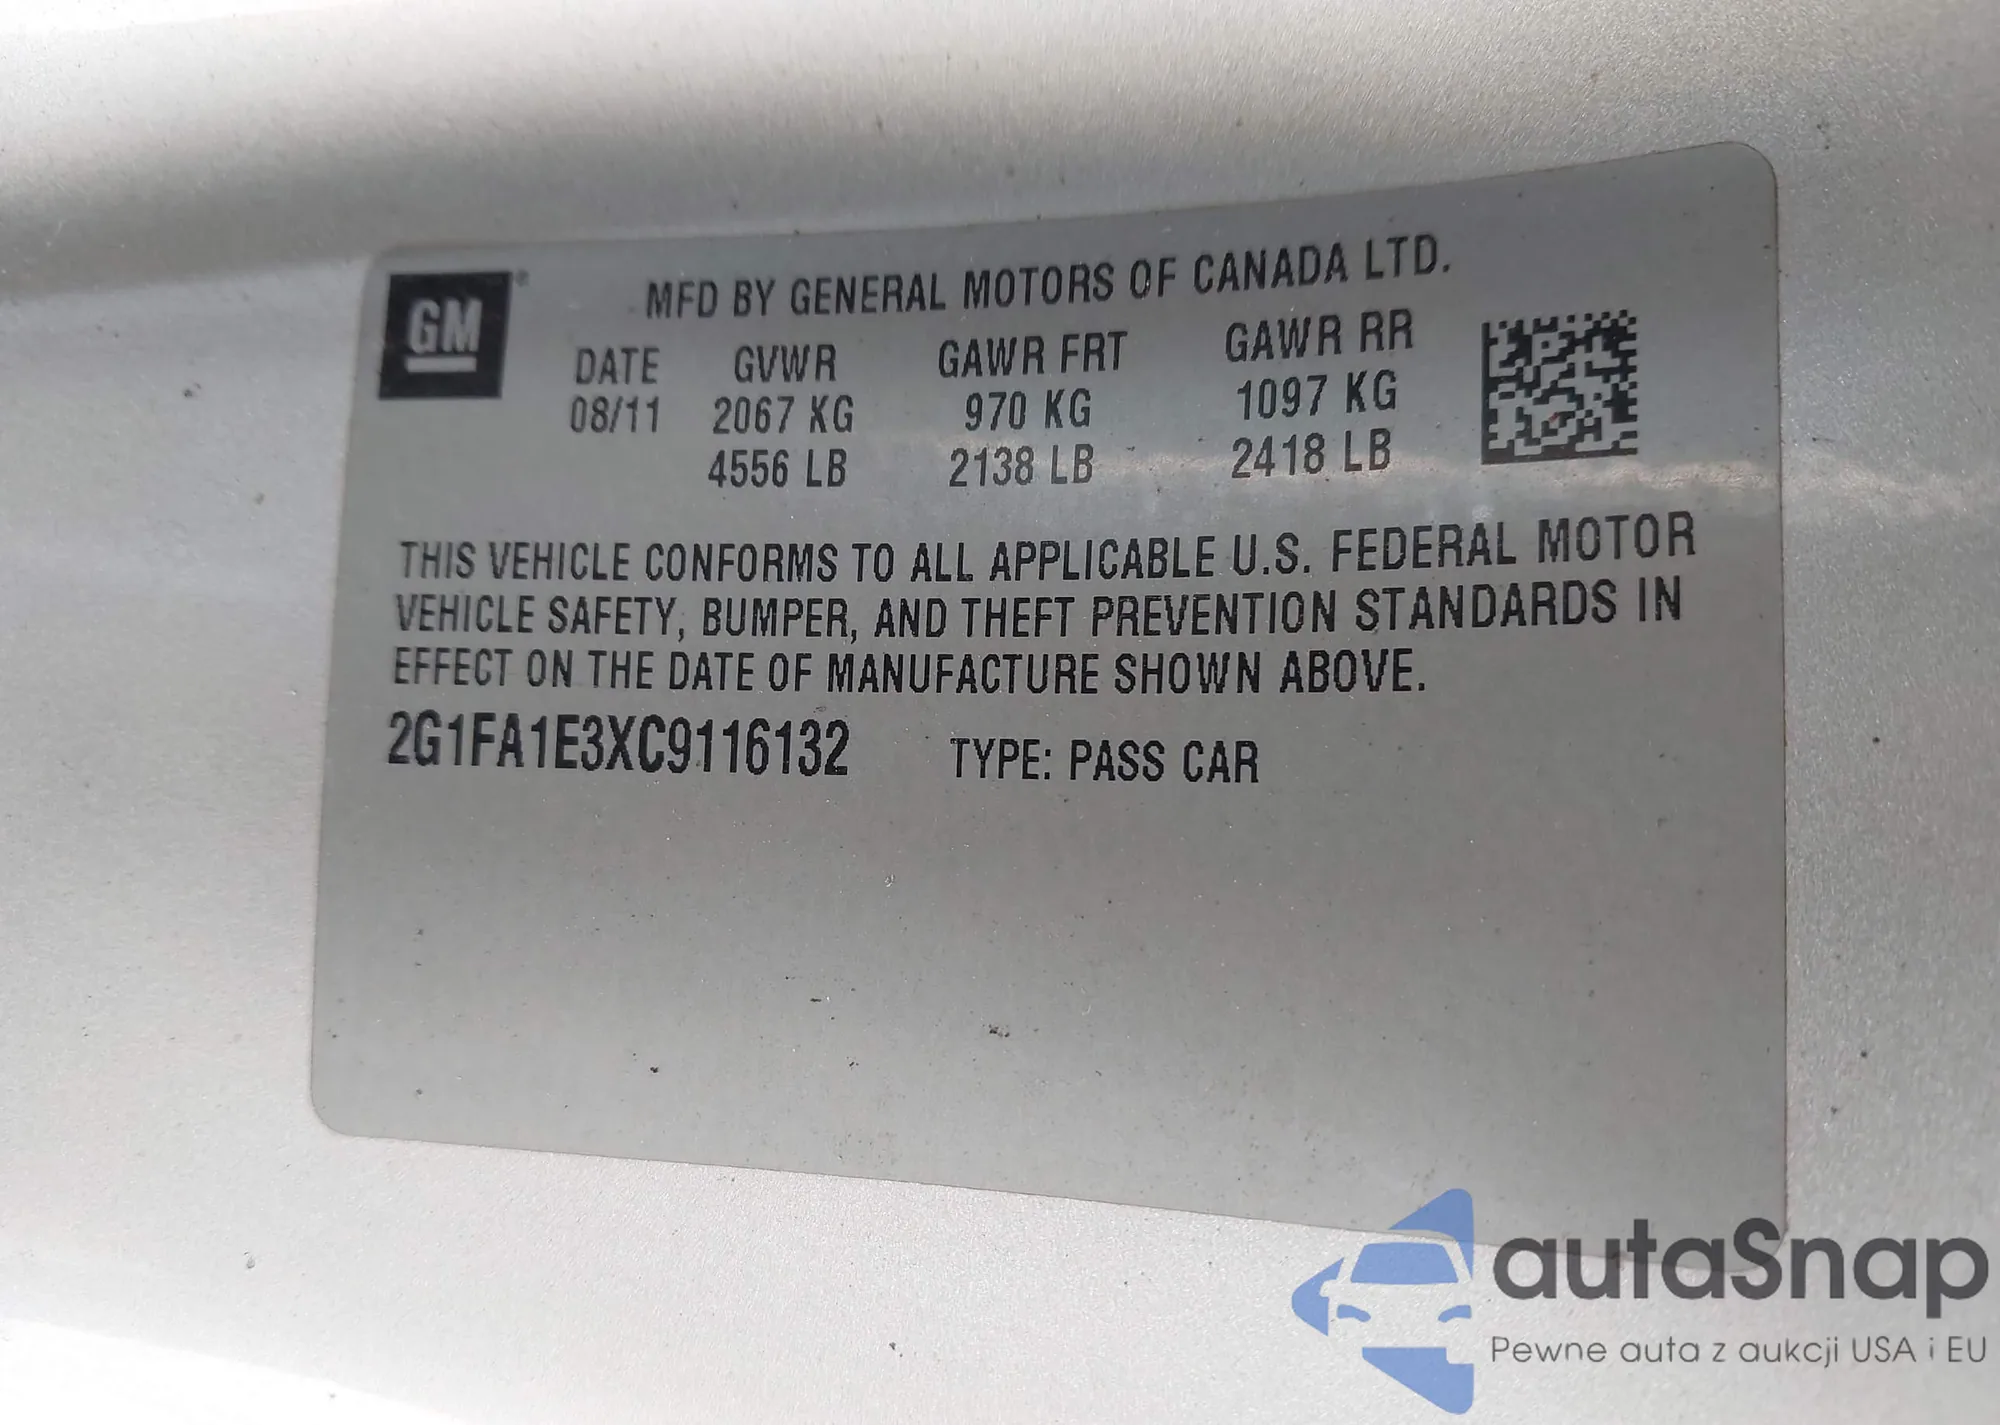 GM
MFD BY GENERAL MOTORS OF CANADA LTD.
DATE GVWR GAWR FRT GAWR RR
08/11 2067 KG 970 KG 1097 KG
4556 LB 2138 LB 2418 LB
THIS VEHICLE CONFORMS TO ALL APPLICABLE U.S. FEDERAL MOTOR
VEHICLE SAFETY, BUMPER, AND THEFT PREVENTION STANDARDS IN
EFFECT ON THE DATE OF MANUFACTURE SHOWN ABOVE.
2G1FA1E3XC9116132 TYPE: PASS CAR
autaSnap
Pewne auta z aukcji USA i EU